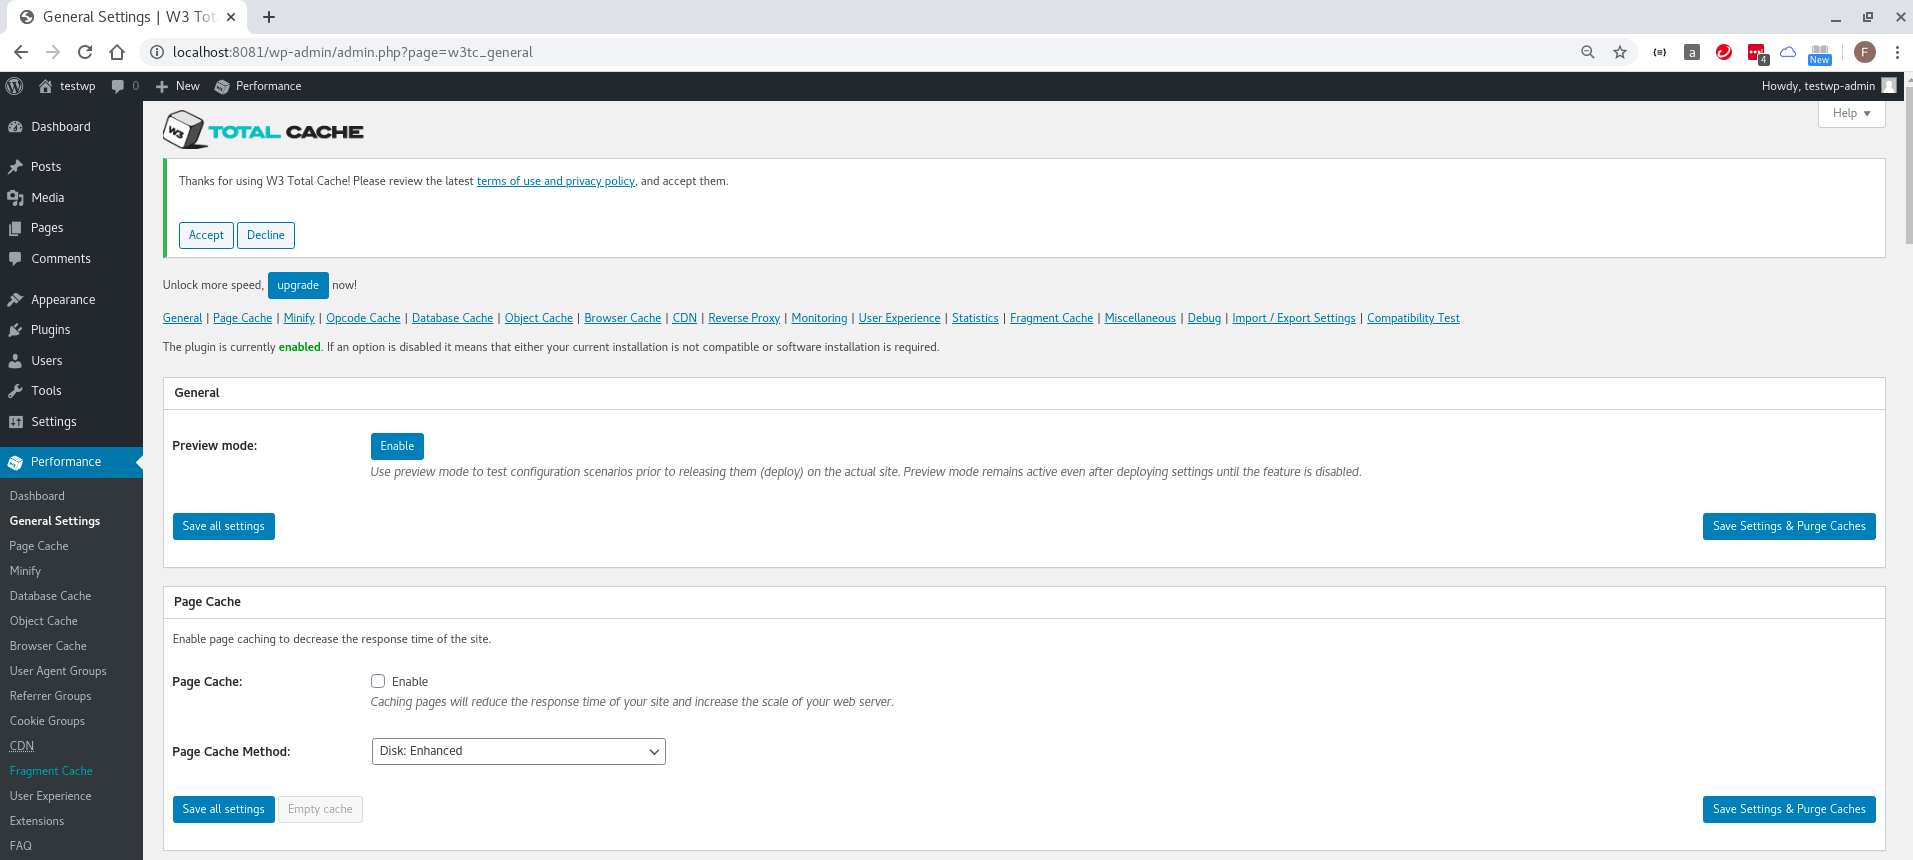 General Settings | W3 Tot
localhost:8081/wp-admin/admin.php?page=w3tc_general
a
4
New
F
testwp
0
New
Performance
Howdy, testwp-admin
Dashboard
Posts
Media
Pages
Comments
Appearance
Plugins
Users
Tools
Settings
Performance
Dashboard
General Settings
Page Cache
Minify
Database Cache
Object Cache
Browser Cache
User Agent Groups
Referrer Groups
Cookie Groups
CDN
Fragment Cache
User Experience
Extensions
FAQ
W3 TOTAL CACHE
Help
Thanks for using W3 Total Cache! Please review the latest terms of use and privacy policy, and accept them.
Accept Decline
Unlock more speed, upgrade now!
General | Page Cache | Minify | Opcode Cache | Database Cache | Object Cache | Browser Cache | CDN | Reverse Proxy | Monitoring | User Experience | Statistics | Fragment Cache | Miscellaneous | Debug | Import / Export Settings | Compatibility Test
The plugin is currently enabled. If an option is disabled it means that either your current installation is not compatible or software installation is required.
General
Preview mode: Enable
Use preview mode to test configuration scenarios prior to releasing them (deploy) on the actual site. Preview mode remains active even after deploying settings until the feature is disabled.
Save all settings Save Settings & Purge Caches
Page Cache
Enable page caching to decrease the response time of the site.
Page Cache: Enable
Caching pages will reduce the response time of your site and increase the scale of your web server.
Page Cache Method: Disk: Enhanced
Save all settings Empty cache Save Settings & Purge Caches